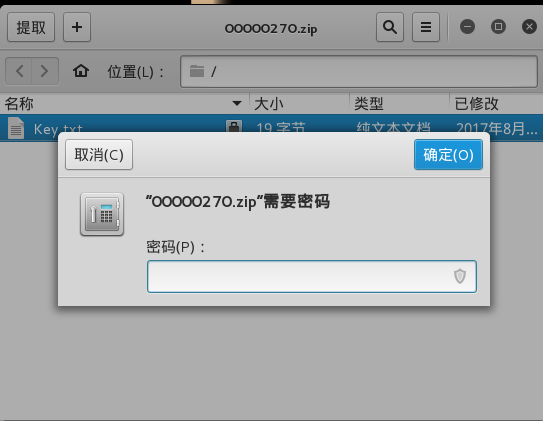 提取
00000270.zip
位置(L)：
/
名称
大小
类型
已修改
Key.txt
19 字节
纯文本文档
2017年8月...
取消(C)
确定(O)
"00000270.zip"需要密码
密码(P)：